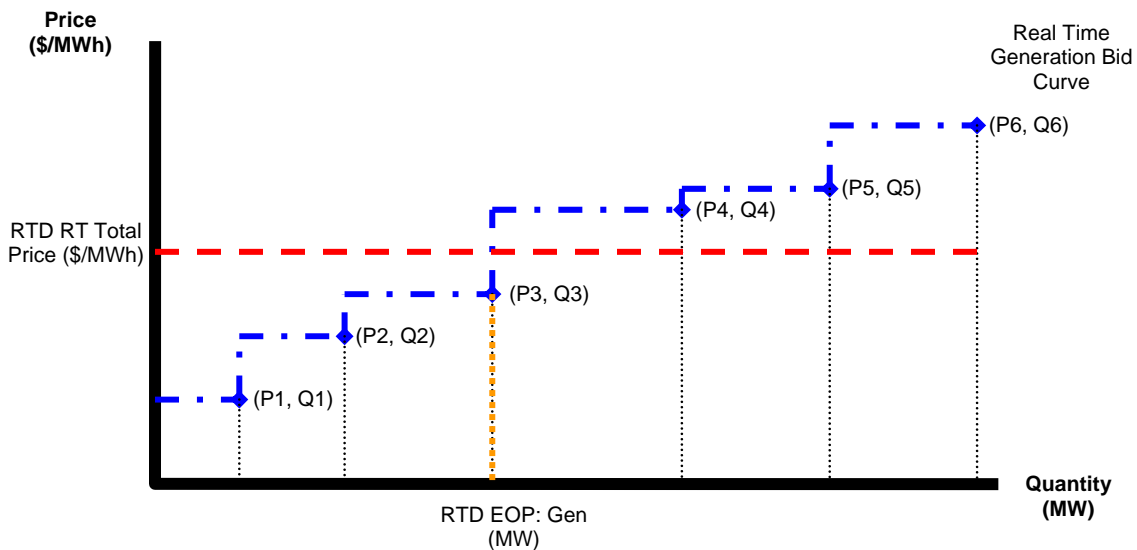 Price
($/MWh)
Real Time
Generation Bid
Curve
(P6, Q6)
(P5, Q5)
(P4, Q4)
RTD RT Total
Price ($/MWh)
(P3, Q3)
(P2, Q2)
(P1, Q1)
Quantity
(MW)
RTD EOP: Gen
(MW)